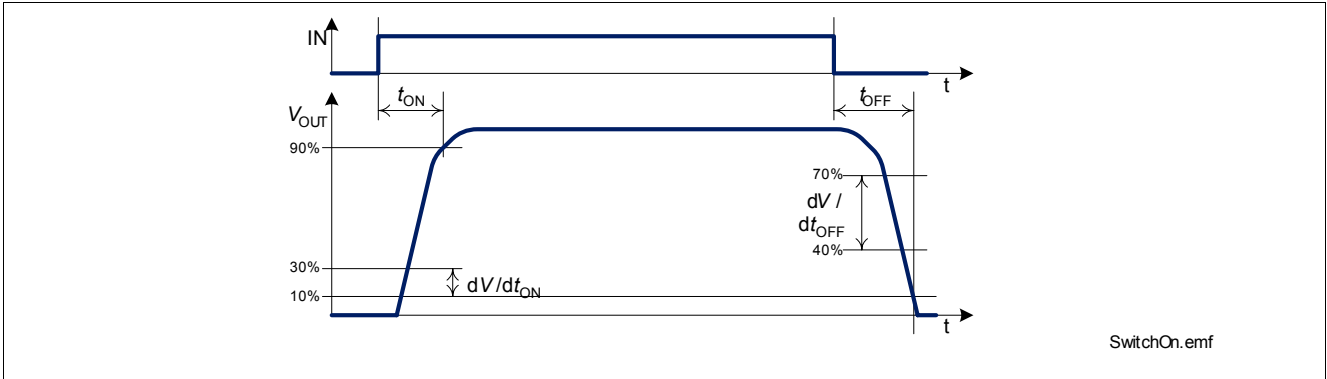 IN
t
tON
tOFF
VOUT
90%
70%
dV /
dtOFF
40%
30%
dV/dtON
10%
t
SwitchOn.emf